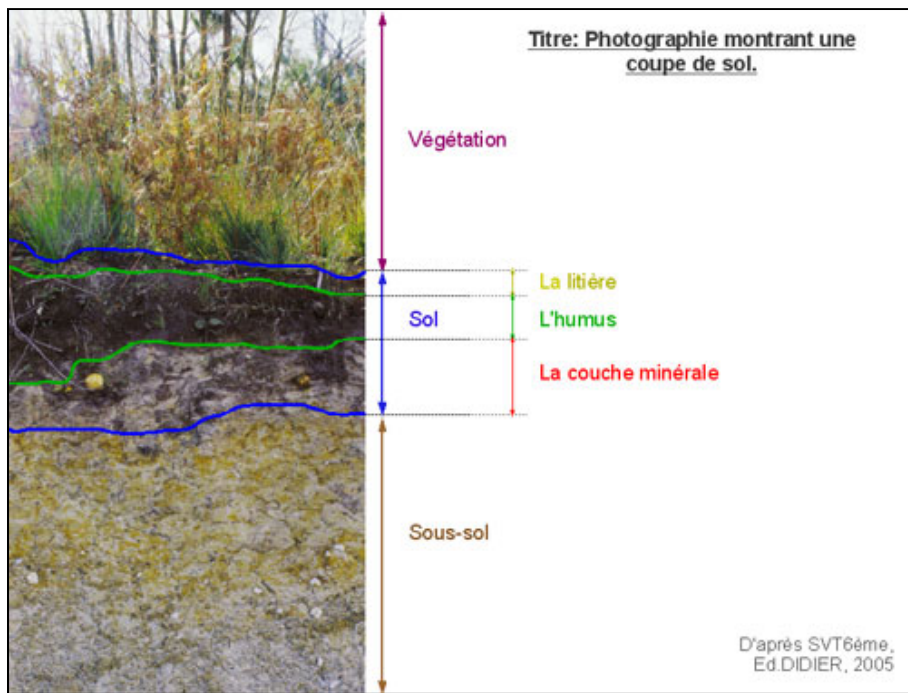 Titre: Photographie montrant une
coupe de sol.
Végétation
La litière
Sol
L'humus
La couche minérale
Sous-sol
D'après SVT6ème,
Ed.DIDIER, 2005